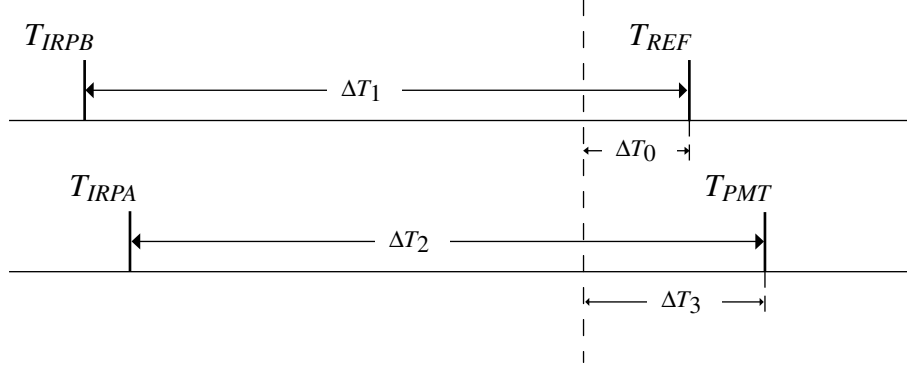 T_IRPB T_REF
ΔT_1
ΔT_0
T_IRPA T_PMT
ΔT_2
ΔT_3